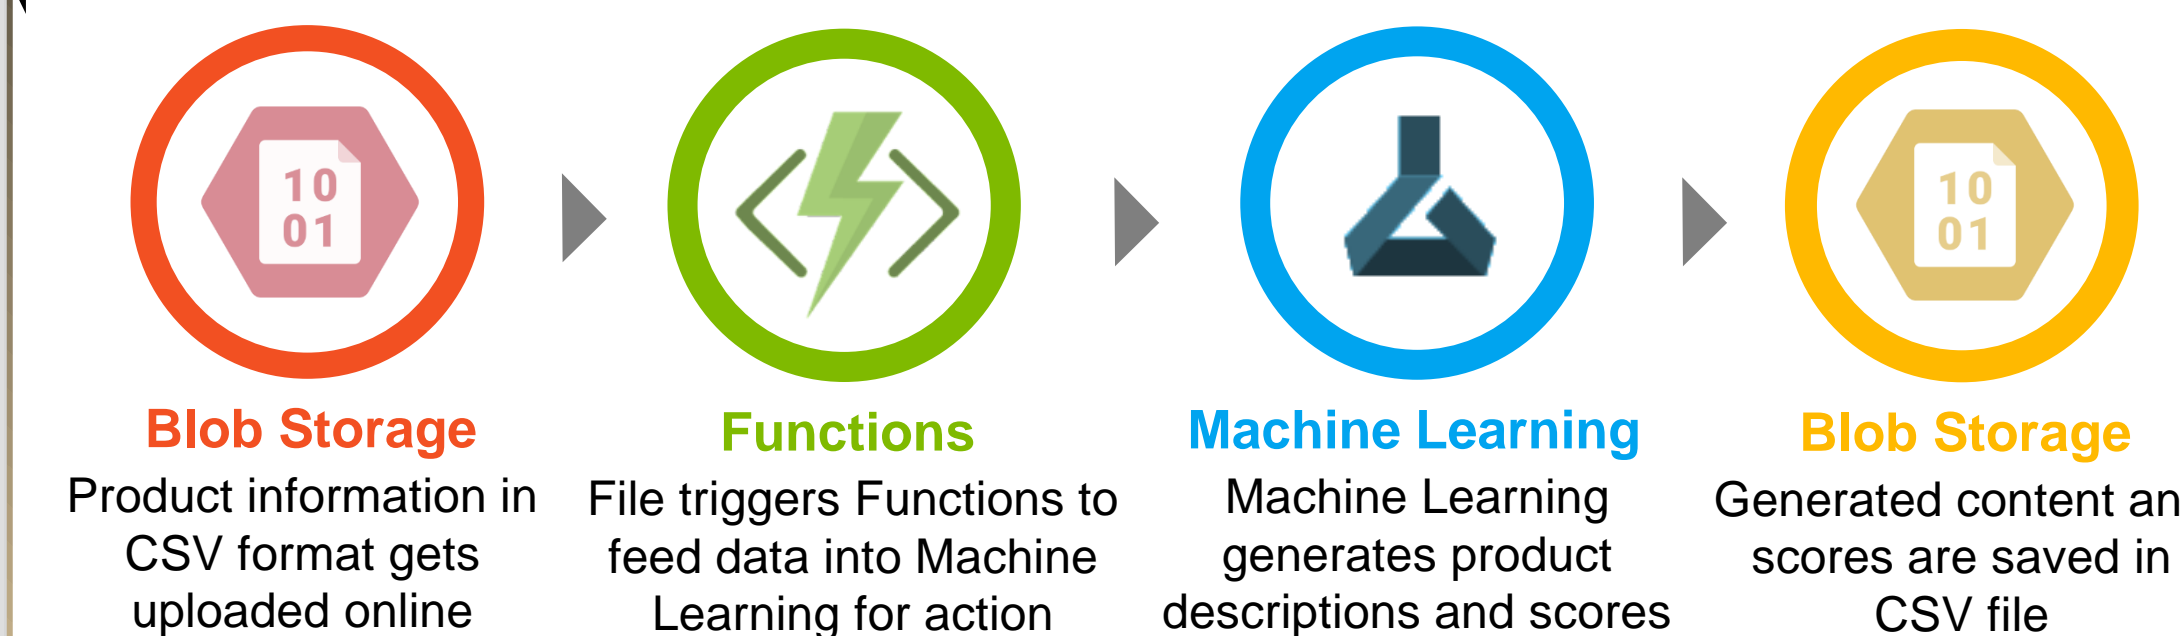 10
01
Blob Storage
Product information in
CSV format gets
uploaded online
Functions
File triggers Functions to
feed data into Machine
Learning for action
Machine Learning
Machine Learning
generates product
descriptions and scores
10
01
Blob Storage
Generated content an
scores are saved in
CSV file